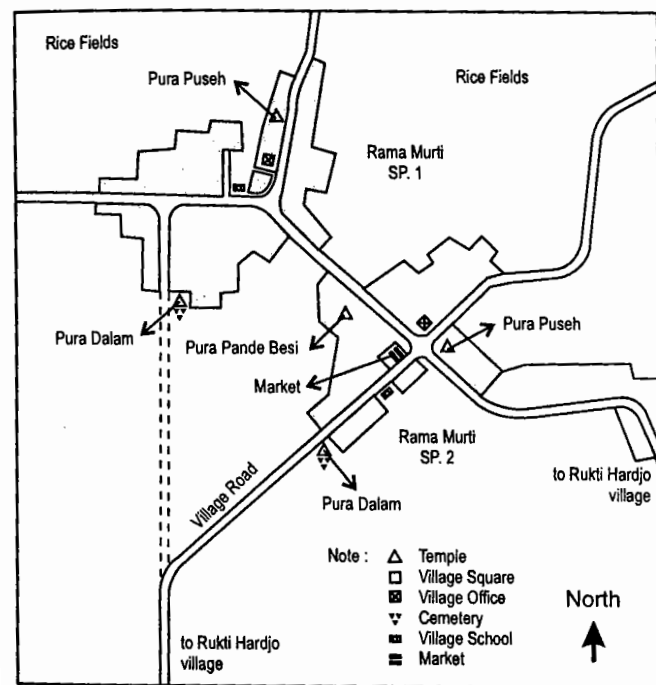 Rice Fields
Pura Puseh
Rice Fields
Rama Murti
SP. 1
Pura Dalam
Pura Pande Besi
Pura Puseh
Market
Rama Murti
SP. 2
Village Road
Pura Dalam
to Rukti Hardjo
village
Note :
Temple
Village Square
Village Office
Cemetery
Village School
Market
North
to Rukti Hardjo
village